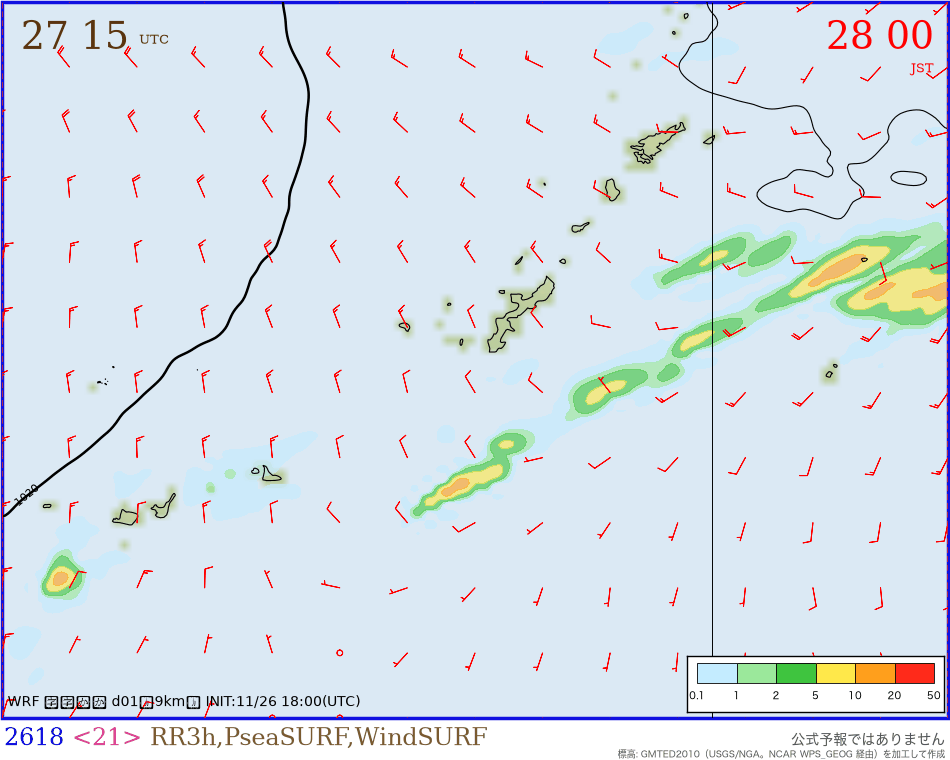 27 15 UTC
28 00
JST
1020
0.1 1 2 5 10 20 50
WRF d01 9km INIT:11/26 18:00(UTC)
2618 <21> RR3h,PseaSURF,WindSURF
公式予報ではありません
標高: GMTED2010（USGS/NGA。NCAR WPS_GEOG 経由）を加工して作成